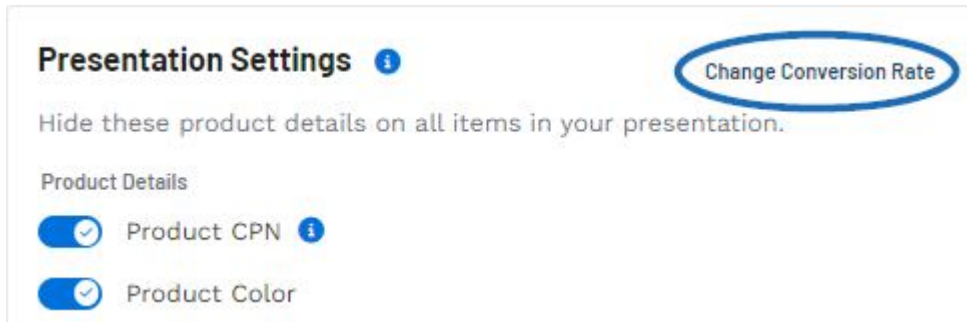 Presentation Settings
Change Conversion Rate
Hide these product details on all items in your presentation.
Product Details
Product CPN
Product Color